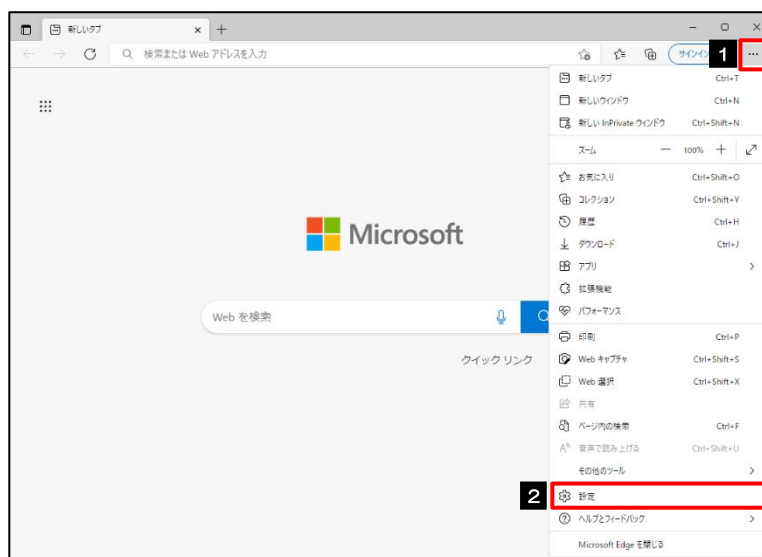 新しいタブ
検索または Web アドレスを入力
サインイン
1
新しいタブ Ctrl+T
新しいウィンドウ Ctrl+N
新しい InPrivate ウィンドウ Ctrl+Shift+N
ズーム 100%
お気に入り Ctrl+Shift+O
コレクション Ctrl+Shift+Y
履歴 Ctrl+H
ダウンロード Ctrl+J
アプリ
拡張機能
パフォーマンス
印刷 Ctrl+P
Web キャプチャ Ctrl+Shift+S
Web 選択 Ctrl+Shift+X
共有
ページ内の検索 Ctrl+F
音声で読み上げる Ctrl+Shift+U
その他のツール
2 設定
ヘルプとフィードバック
Microsoft Edge を閉じる
Microsoft
Web を検索
クイック リンク